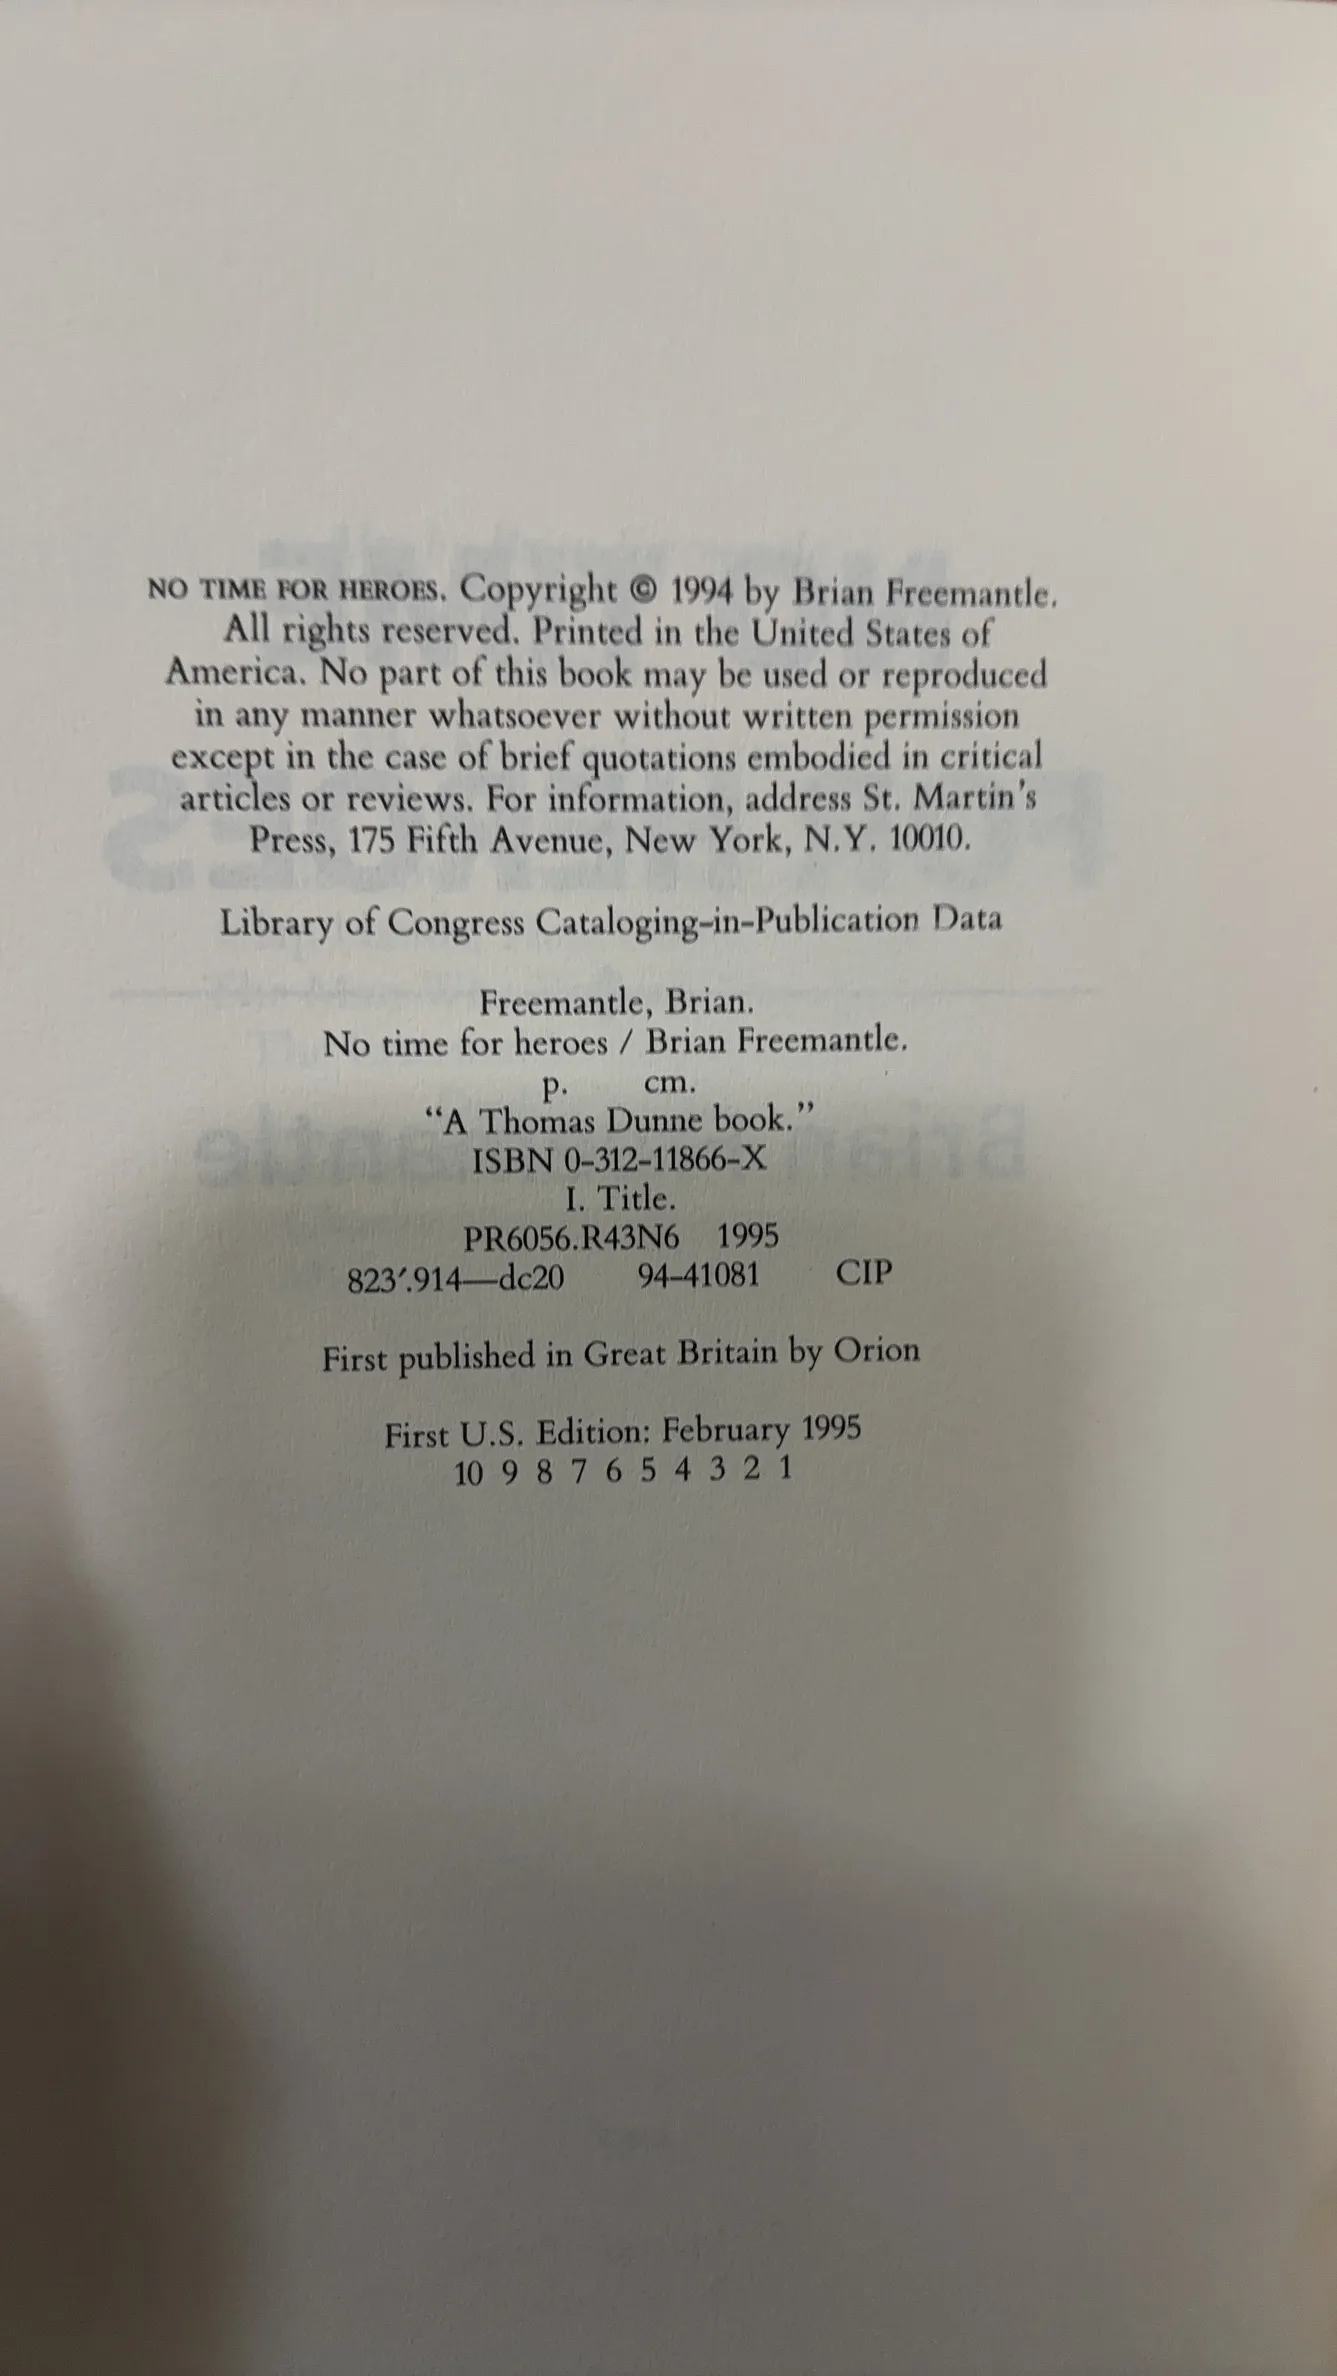 NO TIME FOR HEROES. Copyright © 1994 by Brian Freemantle.
All rights reserved. Printed in the United States of
America. No part of this book may be used or reproduced
in any manner whatsoever without written permission
except in the case of brief quotations embodied in critical
articles or reviews. For information, address St. Martin's
Press, 175 Fifth Avenue, New York, N.Y. 10010.
Library of Congress Cataloging-in-Publication Data
Freemantle, Brian.
No time for heroes / Brian Freemantle.
p. cm.
“A Thomas Dunne book.”
ISBN 0-312-11866-X
I. Title.
PR6056.R43N6 1995
823′.914—dc20 94-41081 CIP
First published in Great Britain by Orion
First U.S. Edition: February 1995
10 9 8 7 6 5 4 3 2 1